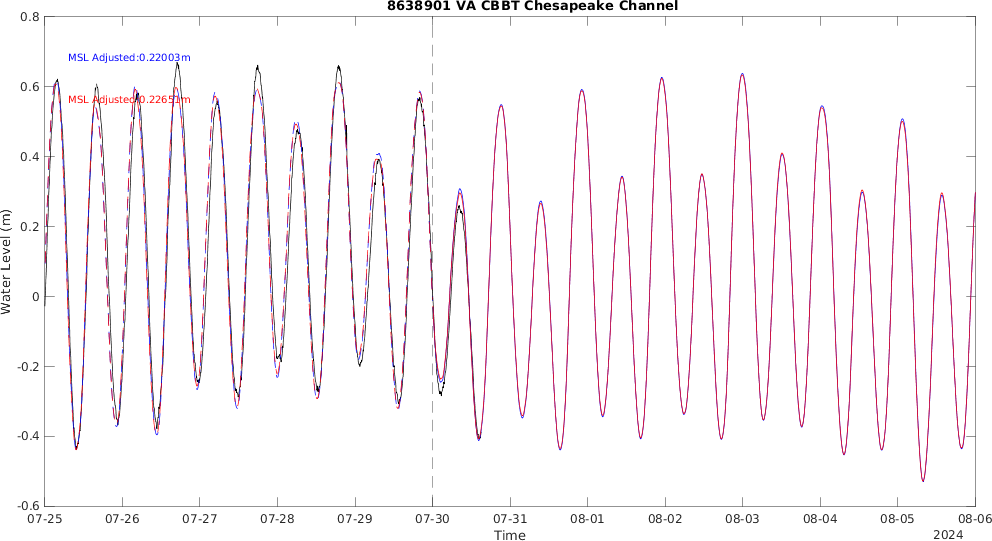 8638901 VA CBBT Chesapeake Channel
0.8
MSL Adjusted:0.22003m
0.6
MSL Adjusted:0.22651m
0.4
0.2
0
-0.2
-0.4
-0.6
Water Level (m)
07-25 07-26 07-27 07-28 07-29 07-30 07-31 08-01 08-02 08-03 08-04 08-05 08-06
Time
2024